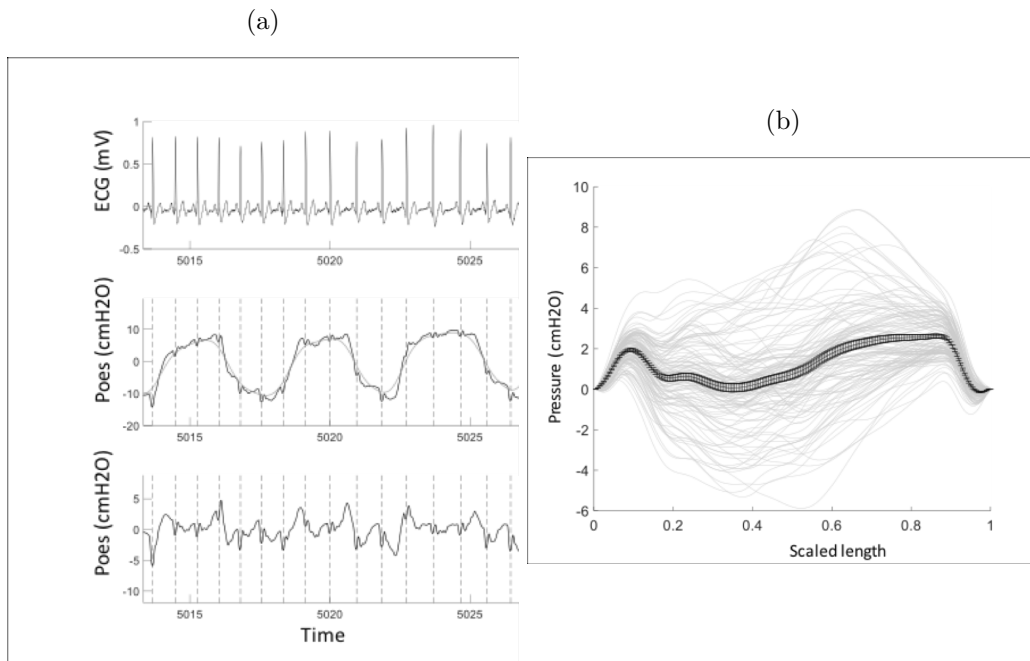 (a)
ECG (mV)
1
0.5
0
-0.5
5015 5020 5025
Poes (cmH2O)
10
0
-10
-20
5015 5020 5025
Poes (cmH2O)
5
0
-5
-10
5015 5020 5025
Time
(b)
Pressure (cmH2O)
10
8
6
4
2
0
-2
-4
-6
0 0.2 0.4 0.6 0.8 1
Scaled length